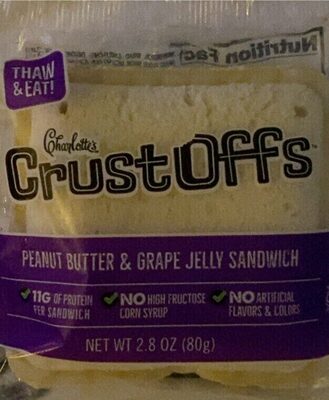 Nutrition Fac
THAW
& EAT!
Charlotte's
CrustOffs™
PEANUT BUTTER & GRAPE JELLY SANDWICH
✓ 11G OF PROTEIN
PER SANDWICH
✓ NO HIGH FRUCTOSE
CORN SYRUP
✓ NO ARTIFICIAL
FLAVORS & COLORS
NET WT 2.8 OZ (80g)